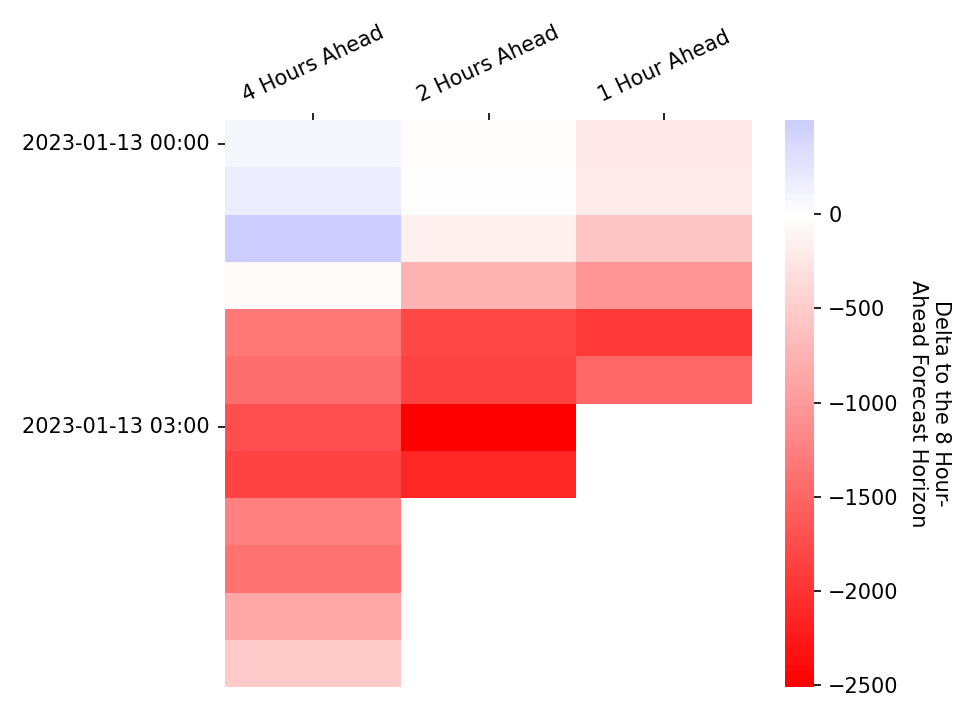 4 Hours Ahead
2 Hours Ahead
1 Hour Ahead
2023-01-13 00:00
2023-01-13 03:00
0
−500
−1000
−1500
−2000
−2500
Delta to the 8 Hour-
Ahead Forecast Horizon